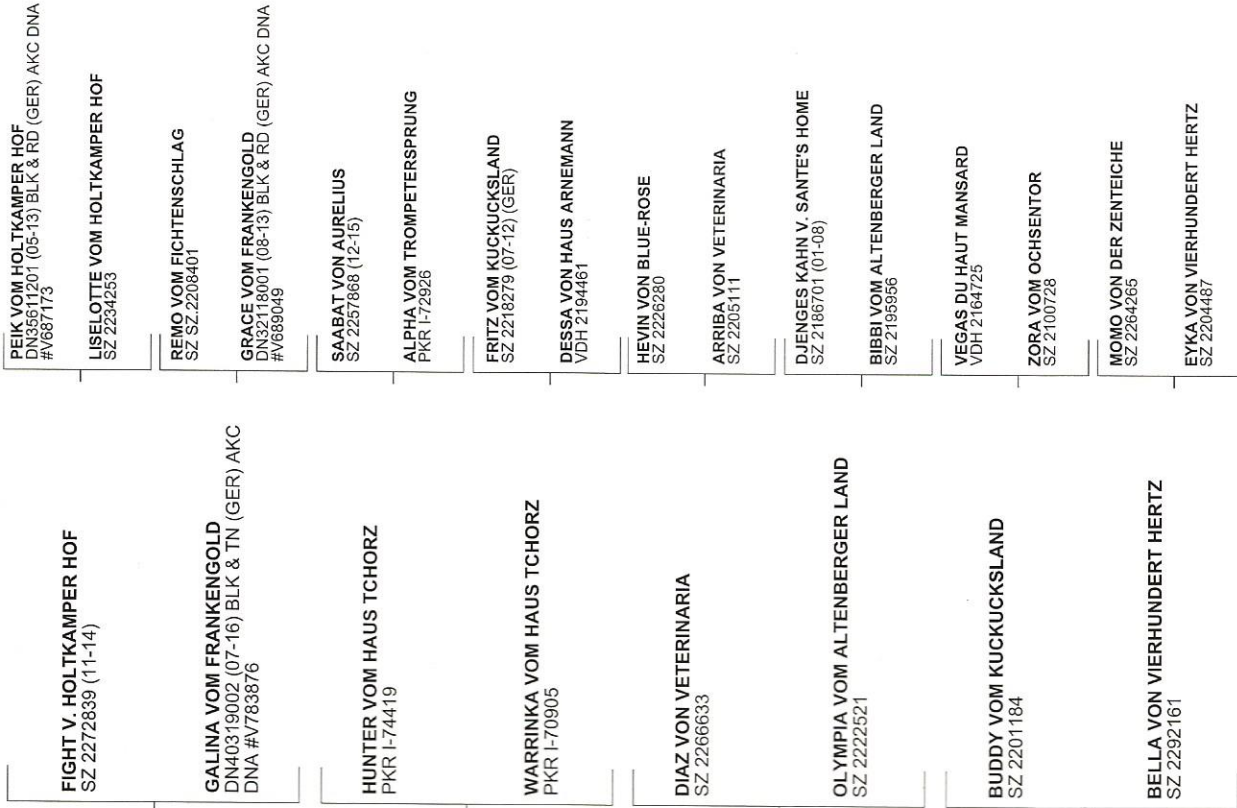 FIGHT V. HOLTKAMPER HOF
SZ 2272839 (11-14)
GALINA VOM FRANKENGOLD
DN40319002 (07-16) BLK & TN (GER) AKC
DNA #V783876
HUNTER VOM HAUS TCHORZ
PKR I-74419
WARRINKA VOM HAUS TCHORZ
PKR I-70905
DIAZ VON VETERINARIA
SZ 2266633
OLYMPIA VOM ALTENBERGER LAND
SZ 2222521
BUDDY VOM KUCKUCKSLAND
SZ 2201184
BELLA VON VIERHUNDERT HERTZ
SZ 2292161
PEIK VOM HOLTKAMPER HOF
DN35611201 (05-13) BLK & RD (GER) AKC DNA
#V687173
LISELOTTE VOM HOLTKAMPER HOF
SZ 2234253
REMO VOM FICHTENSCHLAG
SZ SZ.2208401
GRACE VOM FRANKENGOLD
DN32118001 (08-13) BLK & RD (GER) AKC DNA
#V689049
SAABAT VON AURELIUS
SZ 2257868 (12-15)
ALPHA VOM TROMPETERSPRUNG
PKR I-72926
FRITZ VOM KUCKUCKSLAND
SZ 2218279 (07-12) (GER)
DESSA VON HAUS ARNEMANN
VDH 2194461
HEVIN VON BLUE-ROSE
SZ 2226280
ARRIBA VON VETERINARIA
SZ 2205111
DJENGES KAHN V. SANTE'S HOME
SZ 2186701 (01-08)
BIBBI VOM ALTENBERGER LAND
SZ 2195956
VEGAS DU HAUT MANSARD
VDH 2164725
ZORA VOM OCHSENTOR
SZ 2100728
MOMO VON DER ZENTEICHE
SZ 2264265
EYKA VON VIERHUNDERT HERTZ
SZ 2204487